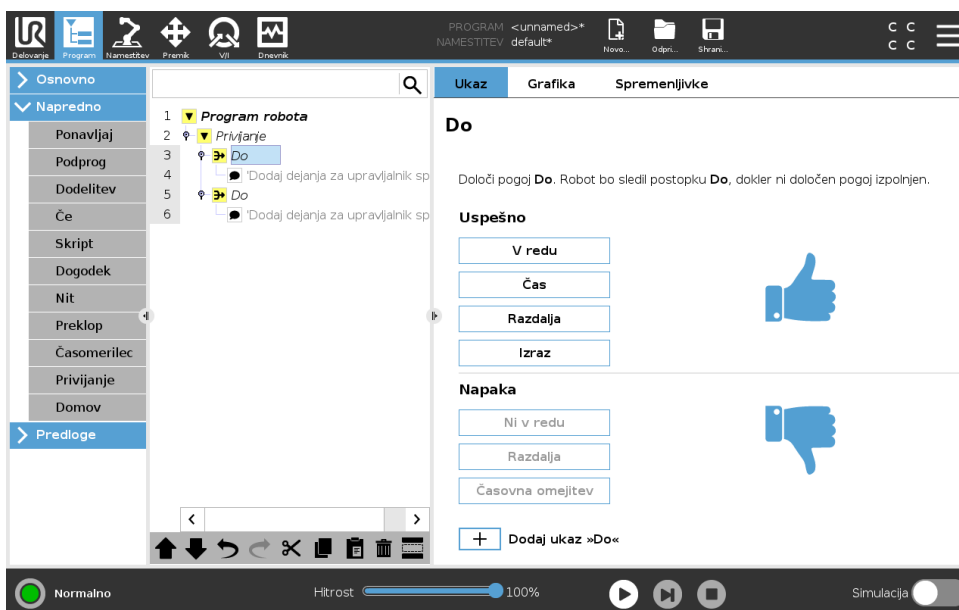 PROGRAM <unnamed>*
NAMESTITEV default*
Delovanje Program Namestitev Premik V/I Dnevnik Novo... Odpri... Shrani...
C C
C C
Osnovno
Napredno
Ponavljaj
Podprog
Dodelitev
Če
Skript
Dogodek
Nit
Preklop
Časomerilec
Privijanje
Domov
Predloge
1 Program robota
2 Privijanje
3 Do
4 'Dodaj dejanja za upravljalnik sp
5 Do
6 'Dodaj dejanja za upravljalnik sp
Ukaz Grafika Spremenljivke
Do
Določi pogoj Do. Robot bo sledil postopku Do, dokler ni določen pogoj izpolnjen.
Uspešno
V redu
Čas
Razdalja
Izraz
Napaka
Ni v redu
Razdalja
Časovna omejitev
Dodaj ukaz »Do«
Normalno Hitrost 100% Simulacija